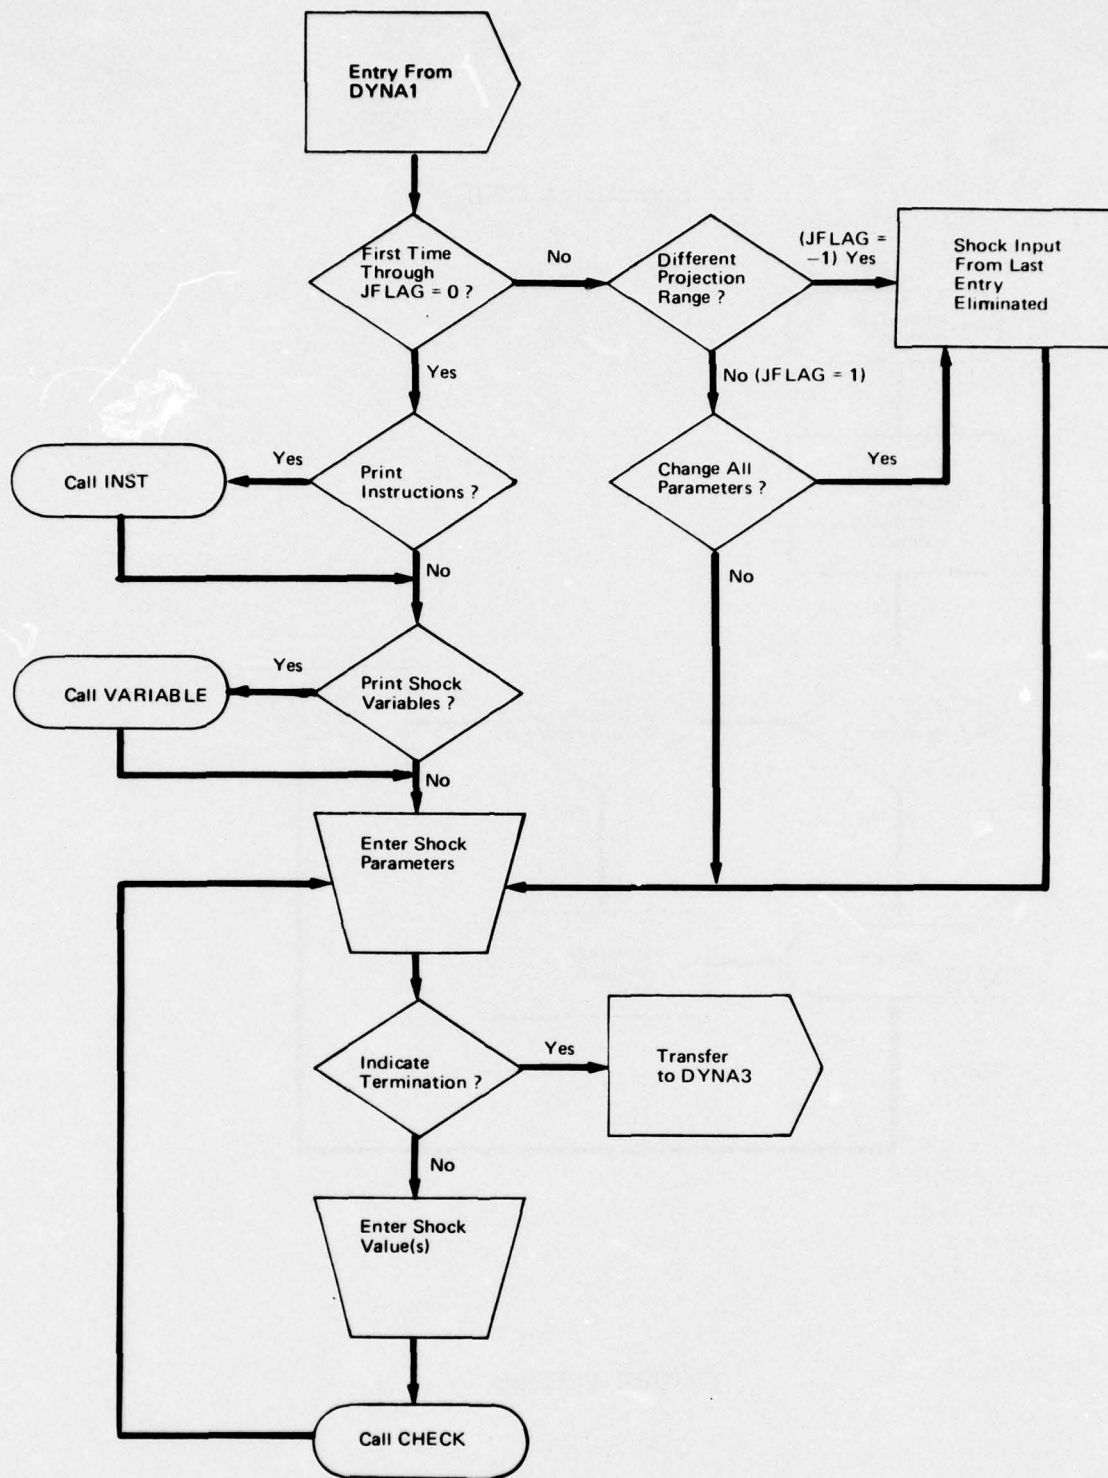 Entry From
DYNA1
First Time
Through
JFLAG = 0 ?
No
Different
Projection
Range ?
(JFLAG =
−1) Yes
Shock Input
From Last
Entry
Eliminated
Yes
No (JFLAG = 1)
Call INST
Yes
Print
Instructions ?
Change All
Parameters ?
Yes
No
No
Call VARIABLE
Yes
Print Shock
Variables ?
No
Enter Shock
Parameters
Indicate
Termination ?
Yes
Transfer
to DYNA3
No
Enter Shock
Value(s)
Call CHECK